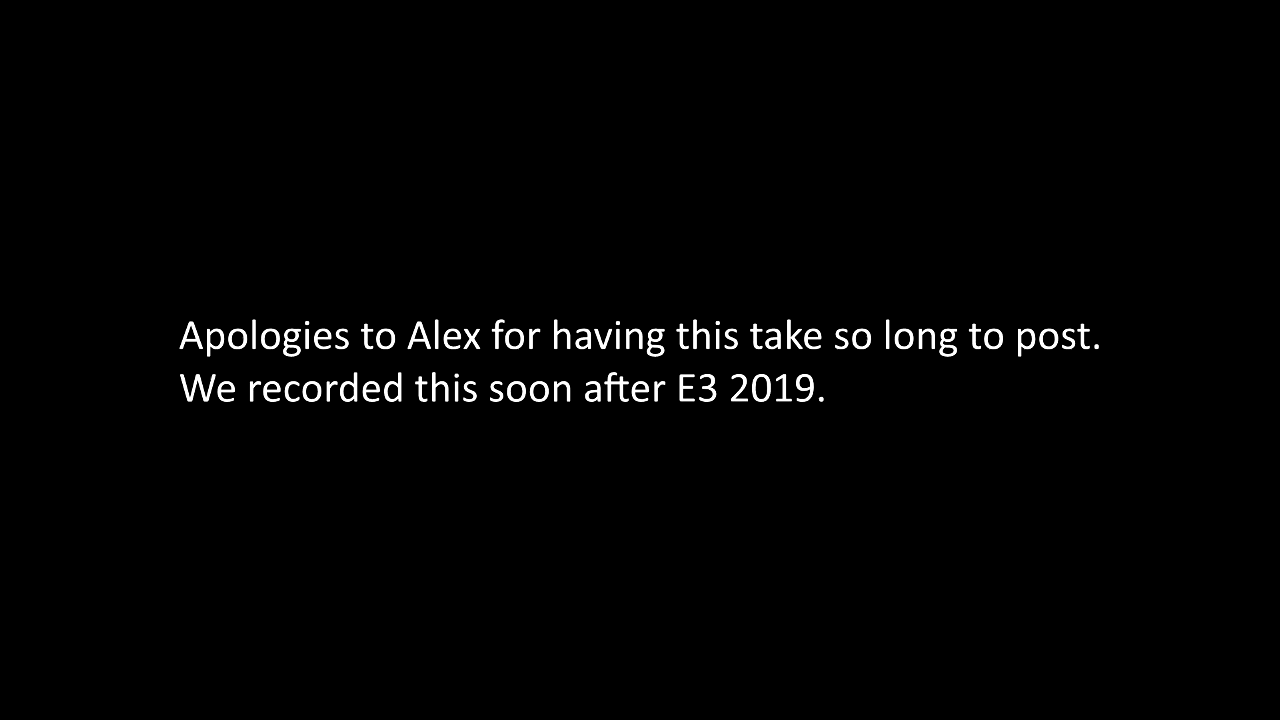 Apologies to Alex for having this take so long to post.
We recorded this soon after E3 2019.